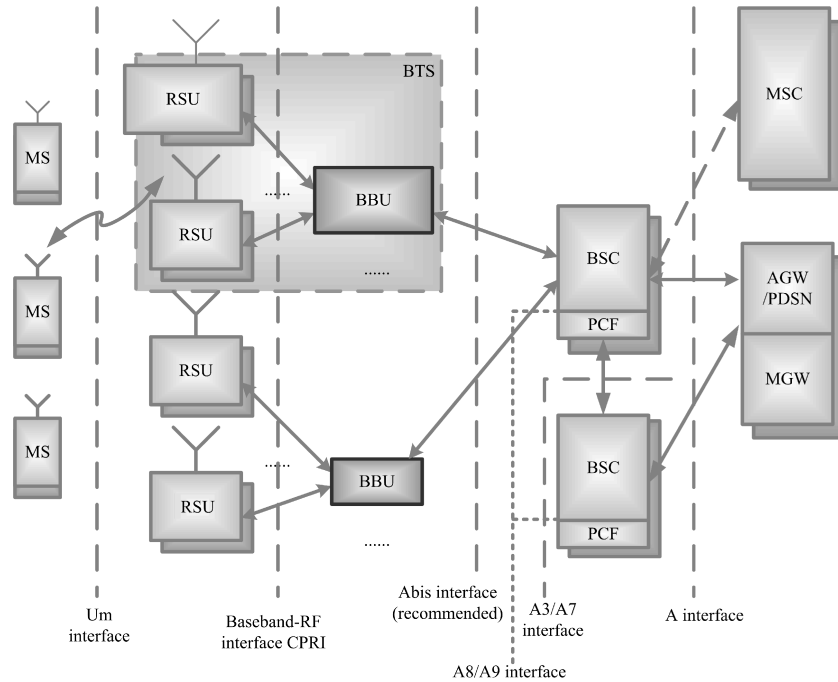 BTS
RSU
MSC
MS
......
BBU
RSU
BSC
MS
......
AGW
/PDSN
PCF
RSU
MGW
MS
......
BBU
BSC
RSU
PCF
......
Um
interface
Baseband-RF
interface CPRI
Abis interface
(recommended)
A3/A7
interface
A interface
A8/A9 interface